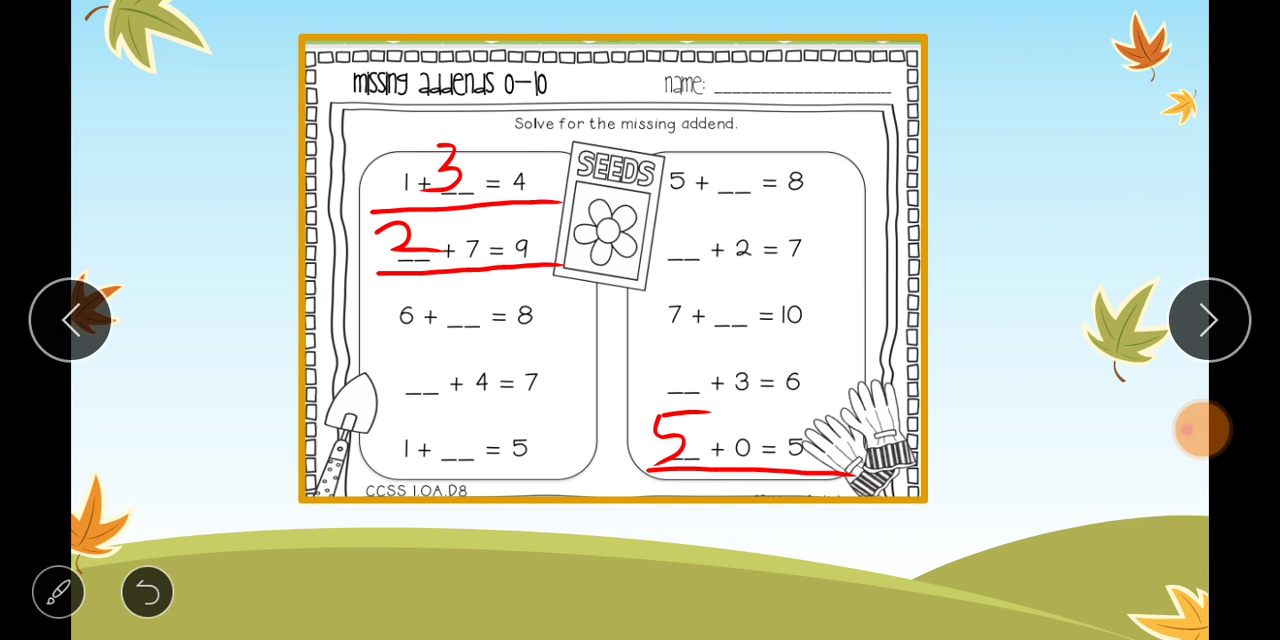 missing addends 0-10
name: ____________________
Solve for the missing addend.
SEEDS
1 + 3 = 4
2 + 7 = 9
6 + __ = 8
__ + 4 = 7
1 + __ = 5
5 + __ = 8
__ + 2 = 7
7 + __ = 10
__ + 3 = 6
5 + 0 = 5
CCSS 1.OA.D8